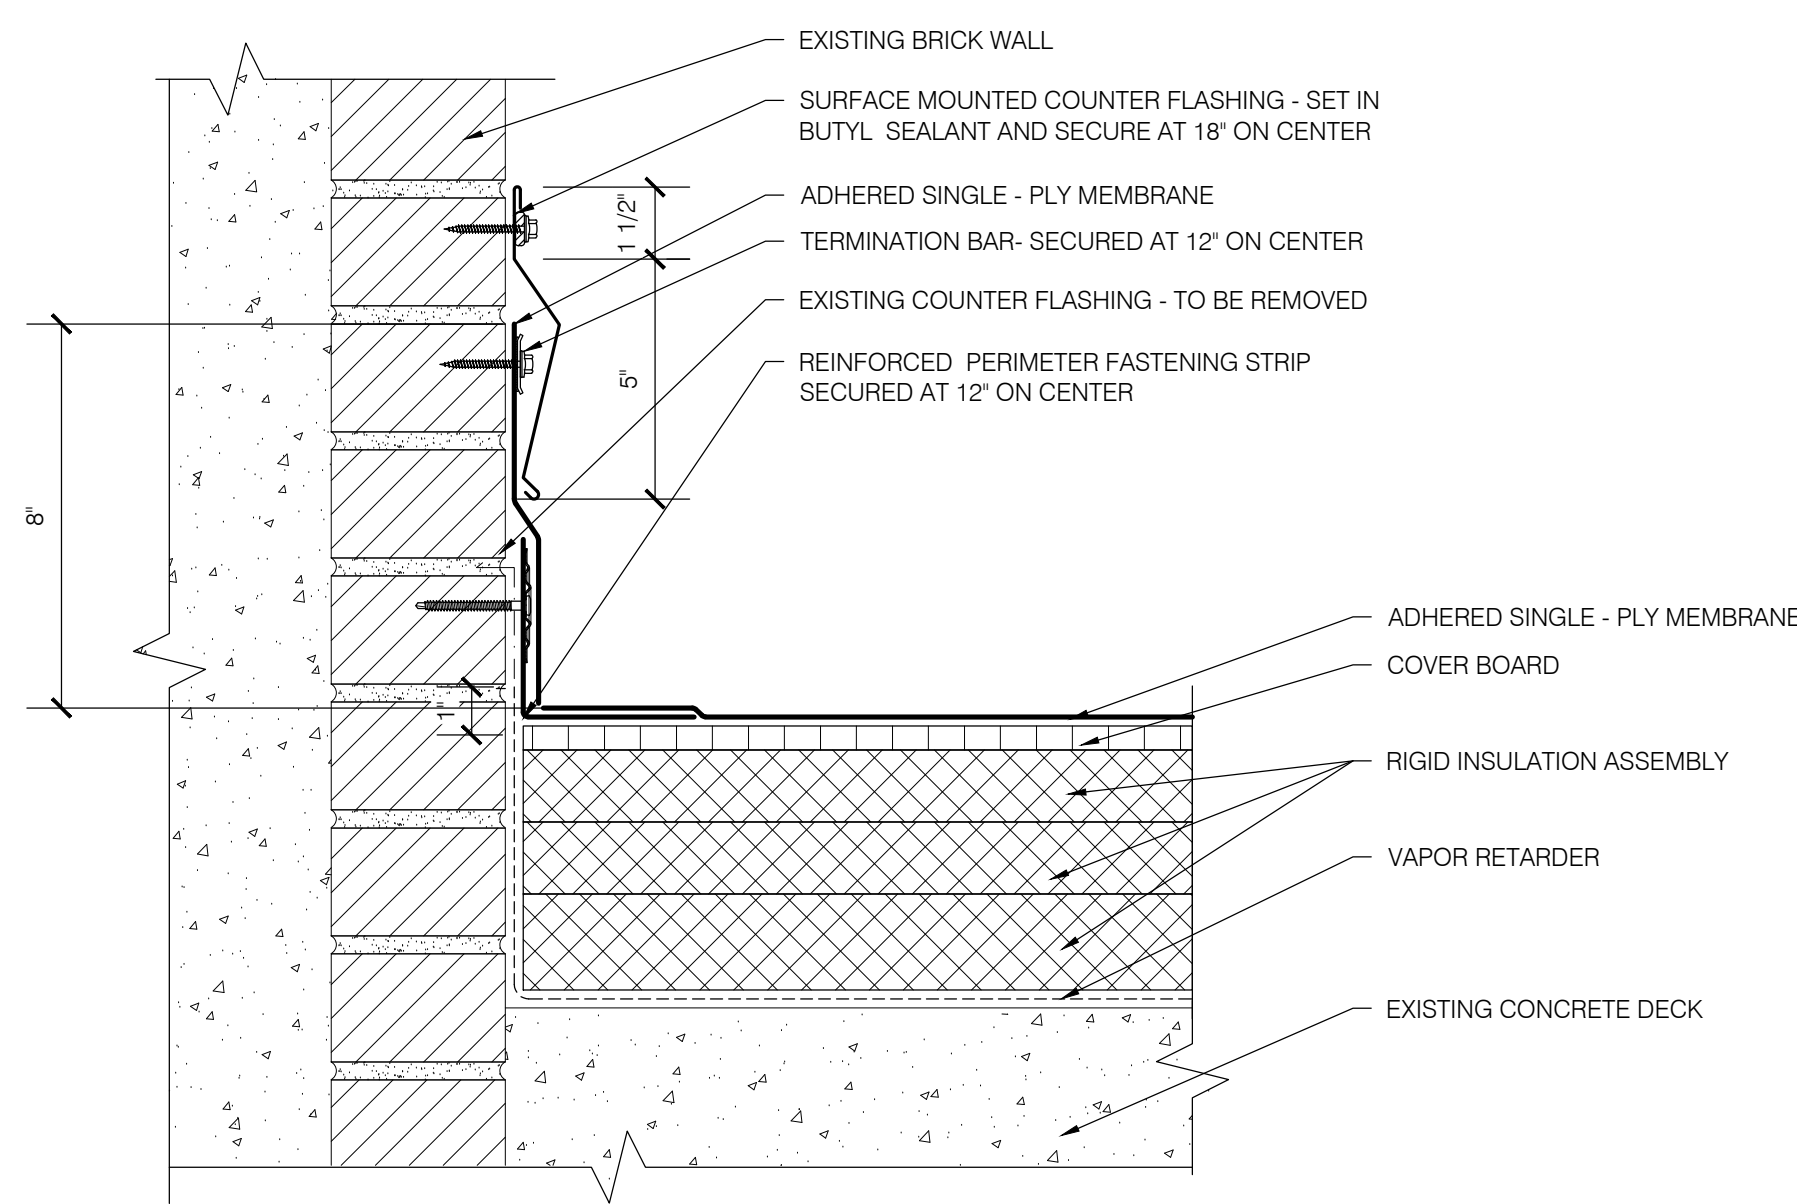 EXISTING BRICK WALL
SURFACE MOUNTED COUNTER FLASHING - SET IN
BUTYL SEALANT AND SECURE AT 18" ON CENTER
ADHERED SINGLE - PLY MEMBRANE
1 1/2"
TERMINATION BAR- SECURED AT 12" ON CENTER
EXISTING COUNTER FLASHING - TO BE REMOVED
REINFORCED PERIMETER FASTENING STRIP
SECURED AT 12" ON CENTER
5"
8"
ADHERED SINGLE - PLY MEMBRANE
COVER BOARD
1"
RIGID INSULATION ASSEMBLY
VAPOR RETARDER
EXISTING CONCRETE DECK